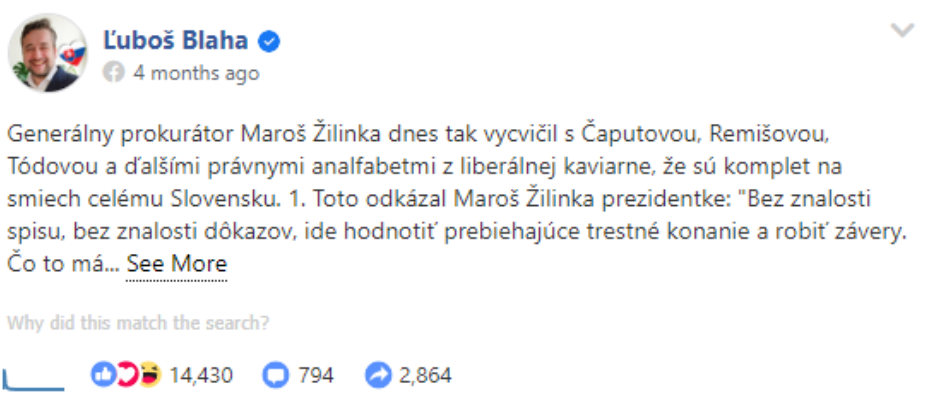 Ľuboš Blaha
4 months ago
Generálny prokurátor Maroš Žilinka dnes tak vycvičil s Čaputovou, Remišovou,
Tódovou a ďalšími právnymi analfabetmi z liberálnej kaviarne, že sú komplet na
smiech celému Slovensku. 1. Toto odkázal Maroš Žilinka prezidentke: "Bez znalosti
spisu, bez znalosti dôkazov, ide hodnotiť prebiehajúce trestné konanie a robiť závery.
Čo to má... See More
Why did this match the search?
14,430 794 2,864